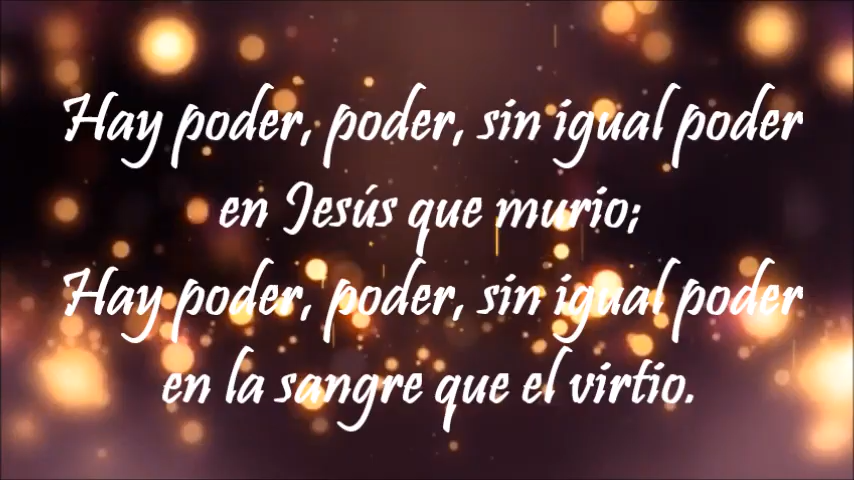 Hay poder, poder, sin igual poder
en Jesús que murio;
Hay poder, poder, sin igual poder
en la sangre que el virtio.